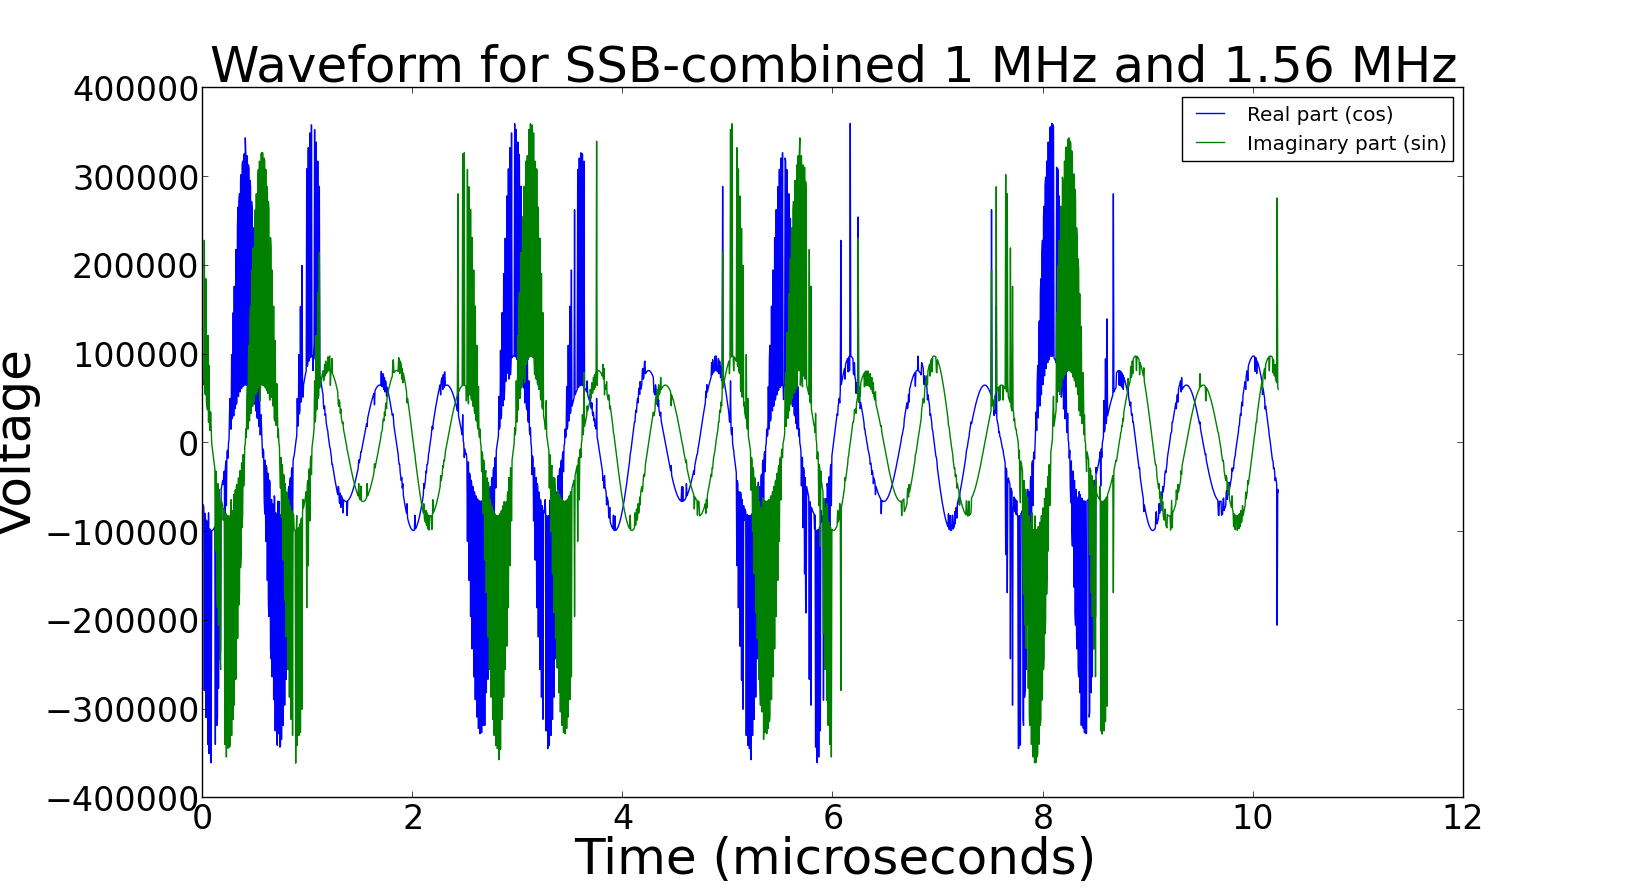 Waveform for SSB-combined 1 MHz and 1.56 MHz
Real part (cos)
Imaginary part (sin)
400000
300000
200000
100000
0
−100000
−200000
−300000
−400000
Voltage
0 2 4 6 8 10 12
Time (microseconds)